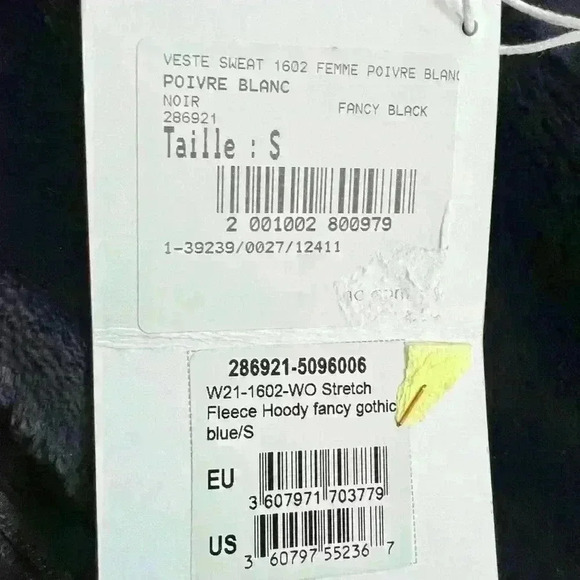 VESTE SWEAT 1602 FEMME POIVRE BLANC
POIVRE BLANC
NOIR FANCY BLACK
286921
Taille : S
2 001002 800979
1-39239/0027/12411
286921-5096006
W21-1602-WO Stretch
Fleece Hoody fancy gothic
blue/S
EU
3 607971 703779
US
3 60797 55236 7